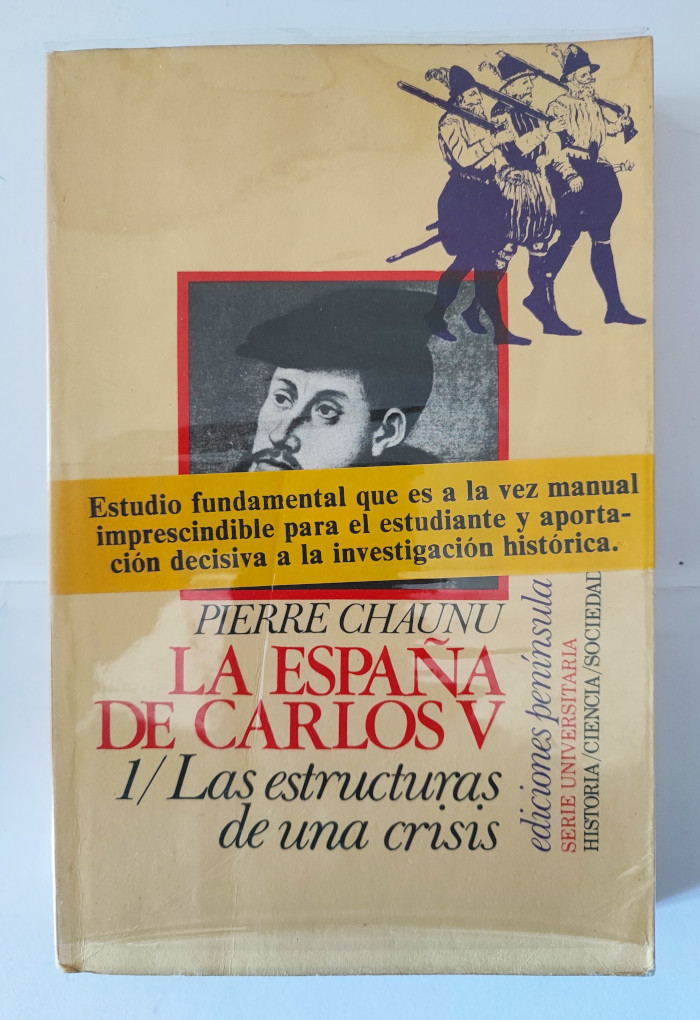 Estudio fundamental que es a la vez manual
imprescindible para el estudiante y aporta-
ción decisiva a la investigación histórica.
PIERRE CHAUNU
LA ESPAÑA
DE CARLOS V
1/Las estructuras
de una crisis
ediciones península
SERIE UNIVERSITARIA
HISTORIA/CIENCIA/SOCIEDAD